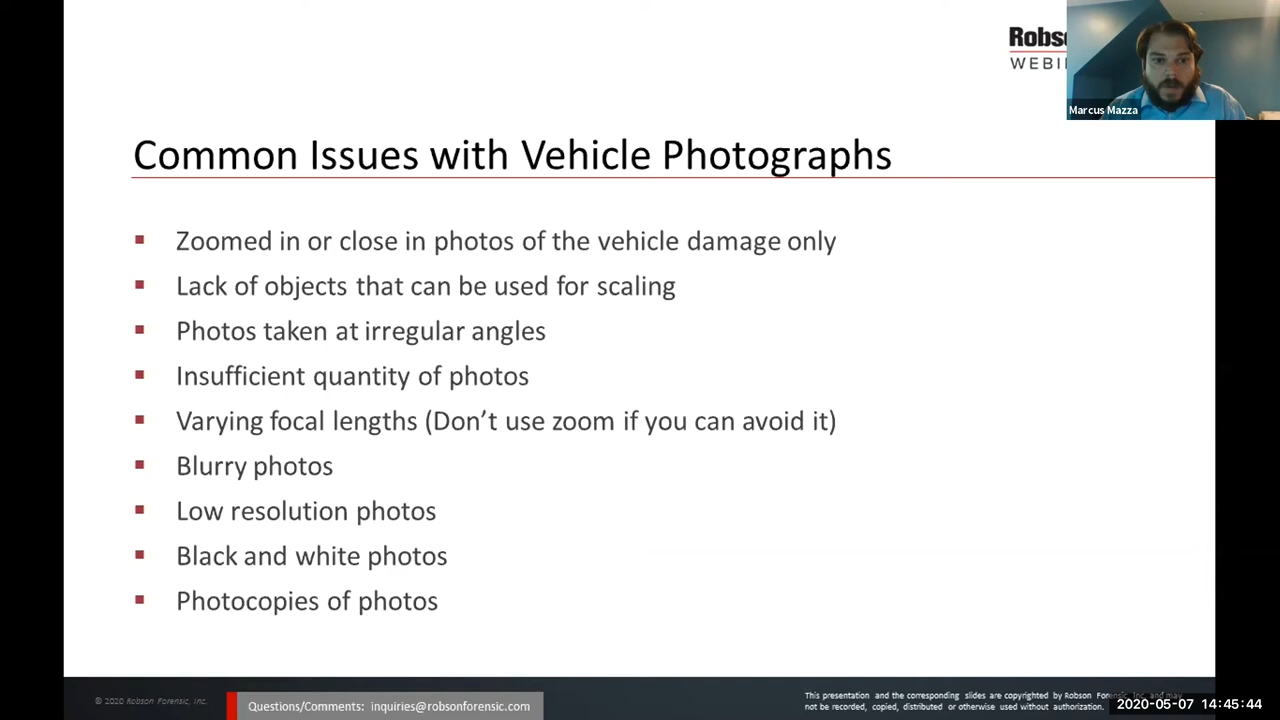 WEBI
Marcus Mazza
Common Issues with Vehicle Photographs
Zoomed in or close in photos of the vehicle damage only
Lack of objects that can be used for scaling
Photos taken at irregular angles
Insufficient quantity of photos
Varying focal lengths (Don't use zoom if you can avoid it)
Blurry photos
Low resolution photos
Black and white photos
Photocopies of photos
© 2020 Robson Forensic, Inc.
Questions/Comments: inquiries@robsonforensic.com
This presentation and the corresponding slides are copyrighted by Robson Forensic, Inc. and may
not be recorded, copied, distributed or otherwise used without authorization.
2020-05-07 14:45:44